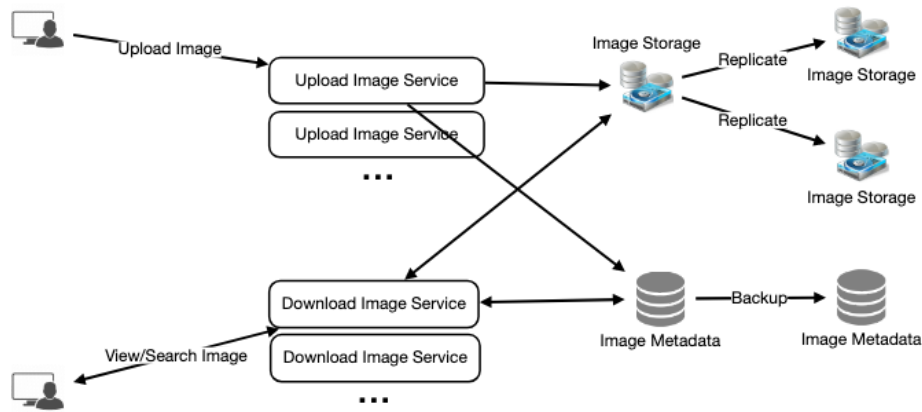 Upload Image
Upload Image Service
Upload Image Service
...
Image Storage
Replicate
Image Storage
Replicate
Image Storage
Download Image Service
Download Image Service
...
View/Search Image
Image Metadata
Backup
Image Metadata